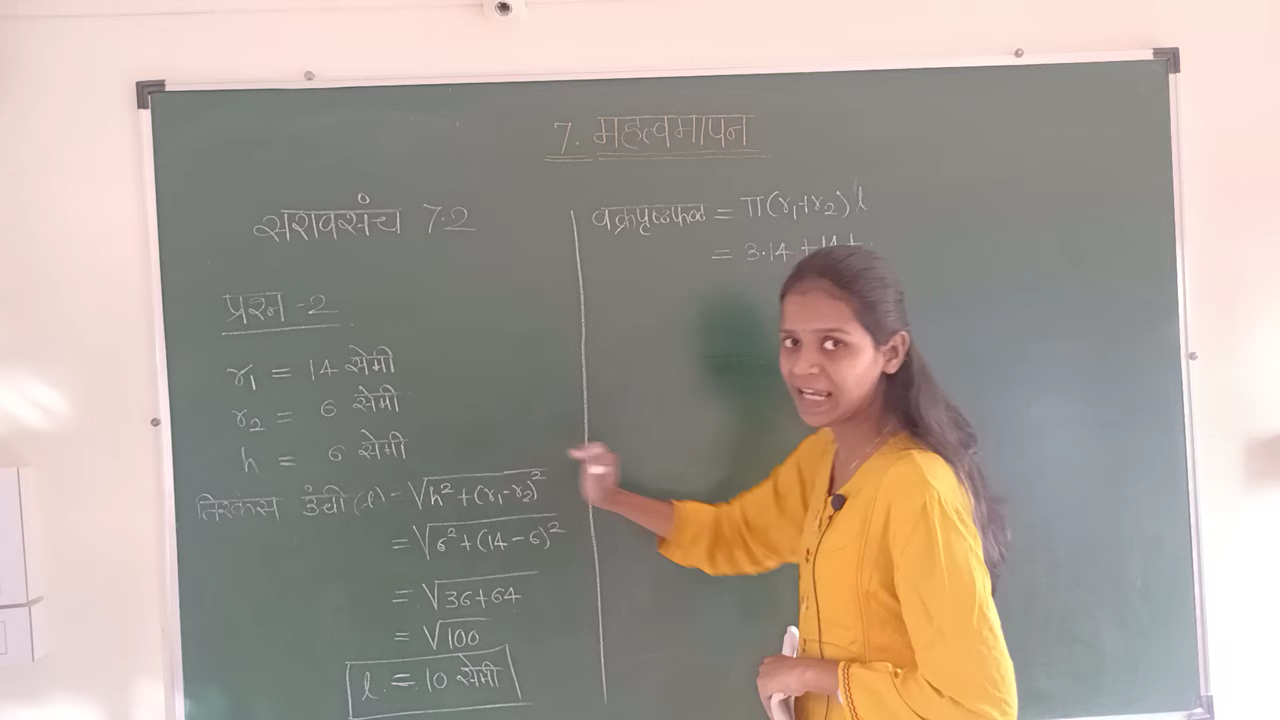 7. महत्वमापन
सरावसंच 7.2
प्रश्न -2
r₁ = 14 सेमी
r₂ = 6 सेमी
h = 6 सेमी
तिरकस उंची (l) = √h² + (r₁-r₂)²
= √6² + (14 - 6)²
= √36+64
= √100
l = 10 सेमी
वक्रपृष्ठफळ = π(r₁+r₂) l
= 3.14 + 14 +